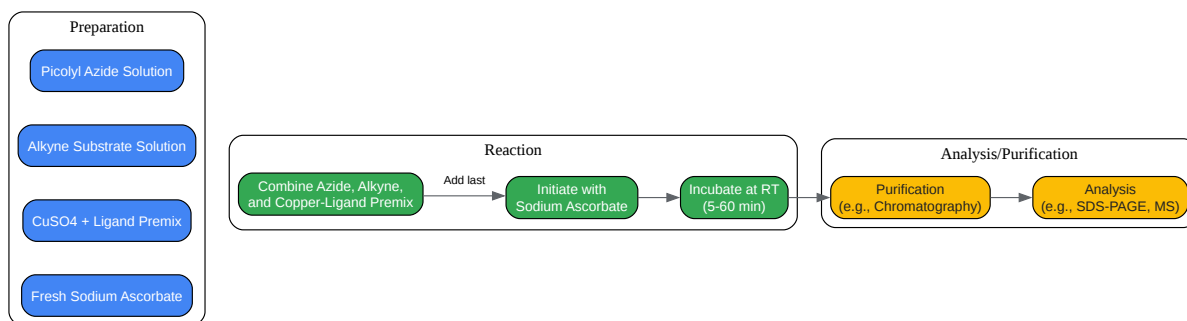 Preparation
Picolyl Azide Solution
Alkyne Substrate Solution
CuSO4 + Ligand Premix
Fresh Sodium Ascorbate
Reaction
Combine Azide, Alkyne,
and Copper-Ligand Premix
Add last
Initiate with
Sodium Ascorbate
Incubate at RT
(5-60 min)
Analysis/Purification
Purification
(e.g., Chromatography)
Analysis
(e.g., SDS-PAGE, MS)